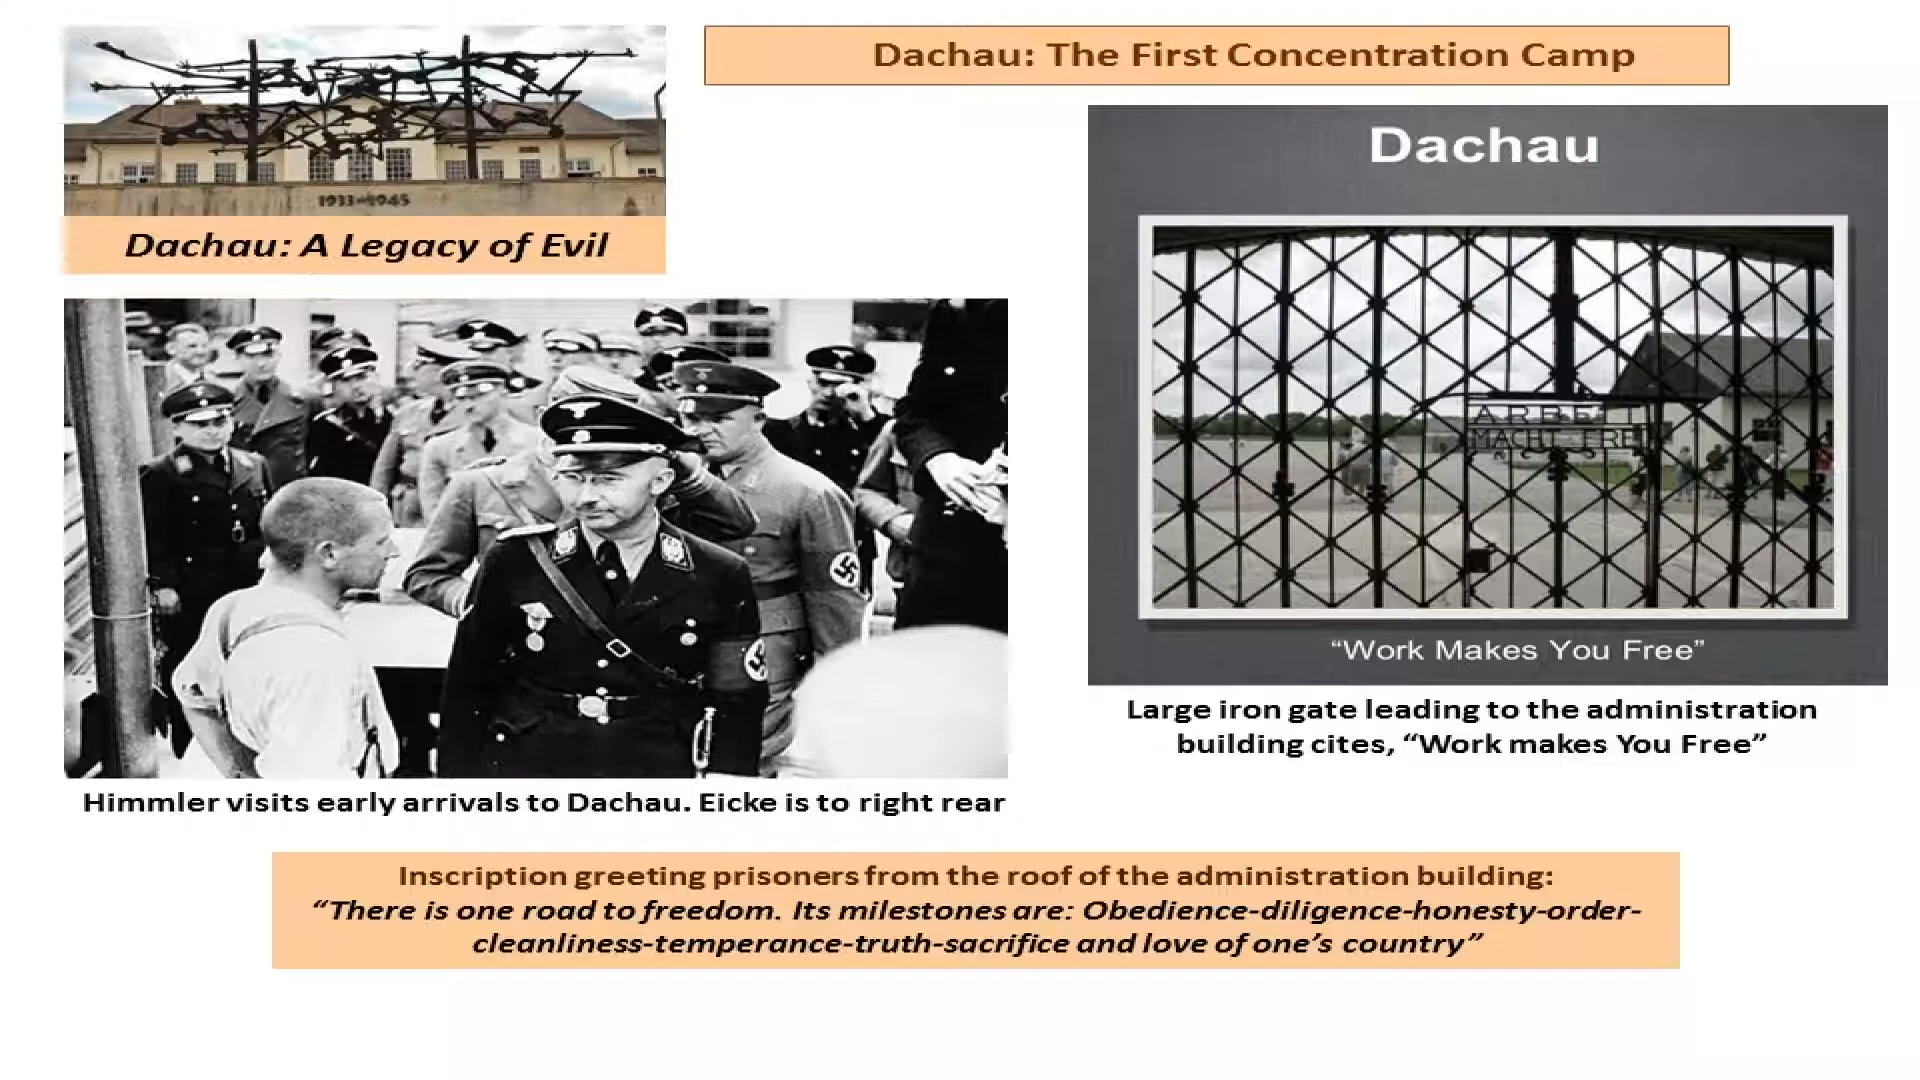 Dachau: The First Concentration Camp
1933-1945
Dachau: A Legacy of Evil
Dachau
ARBEIT
MACHT FREI
“Work Makes You Free”
Large iron gate leading to the administration
building cites, “Work makes You Free”
Himmler visits early arrivals to Dachau. Eicke is to right rear
Inscription greeting prisoners from the roof of the administration building:
“There is one road to freedom. Its milestones are: Obedience-diligence-honesty-order-
cleanliness-temperance-truth-sacrifice and love of one’s country”